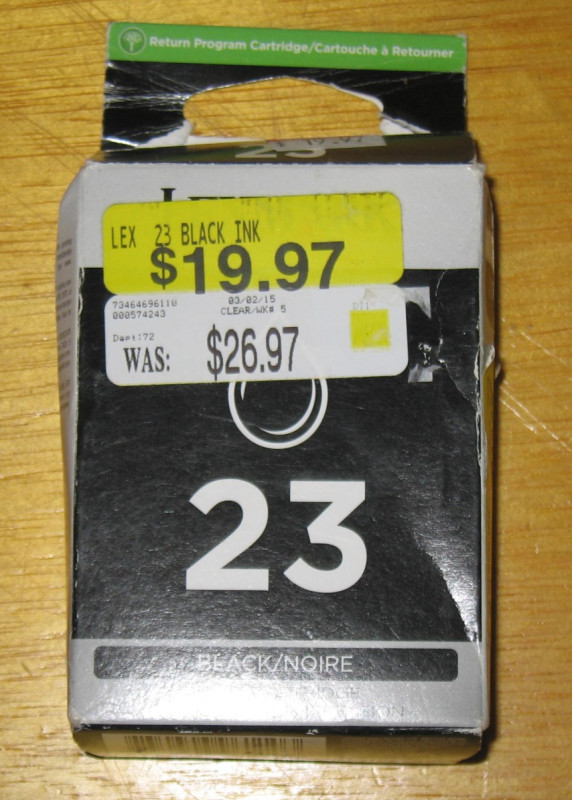 Return Program Cartridge/Cartouche à Retourner
23
LEX 23 BLACK INK
$19.97
73464696110
03/02/15
000574243
CLEAR/WK# 5
Dept:72
WAS: $26.97
23
BLACK/NOIRE